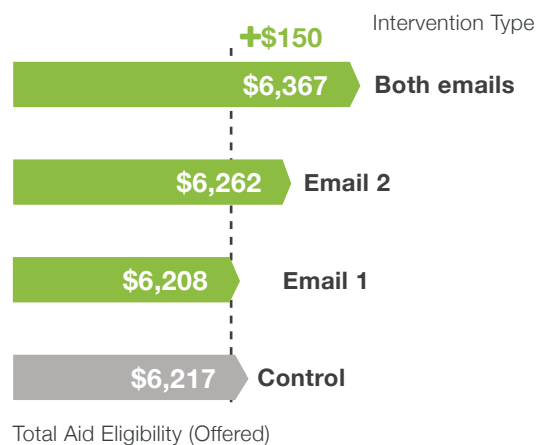 Intervention Type
+$150
$6,367 Both emails
$6,262 Email 2
$6,208 Email 1
$6,217 Control
Total Aid Eligibility (Offered)